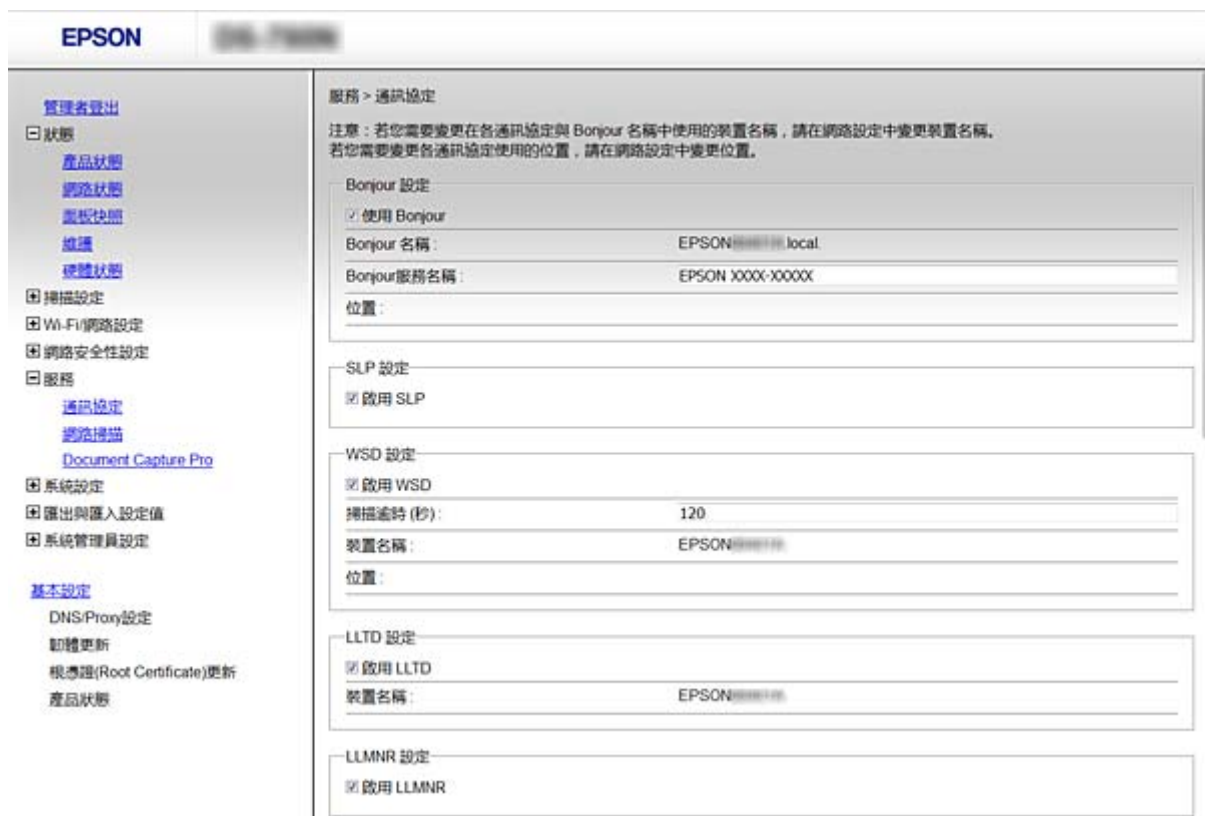 EPSON
管理者登出
狀態
產品狀態
網路狀態
面板快照
維護
硬體狀態
掃描設定
Wi-Fi/網路設定
網路安全性設定
服務
通訊協定
網路掃描
Document Capture Pro
系統設定
匯出與匯入設定值
系統管理員設定
基本設定
DNS/Proxy設定
韌體更新
根憑證(Root Certificate)更新
產品狀態
服務 > 通訊協定
注意：若您需要變更在各通訊協定與 Bonjour 名稱中使用的裝置名稱，請在網路設定中變更裝置名稱。
若您需要變更各通訊協定使用的位置，請在網路設定中變更位置。
Bonjour 設定
使用 Bonjour
Bonjour 名稱 : EPSON .local.
Bonjour服務名稱 : EPSON XXXX-XXXXX
位置 :
SLP 設定
啟用 SLP
WSD 設定
啟用 WSD
掃描逾時 (秒) : 120
裝置名稱 : EPSON
位置 :
LLTD 設定
啟用 LLTD
裝置名稱 : EPSON
LLMNR 設定
啟用 LLMNR